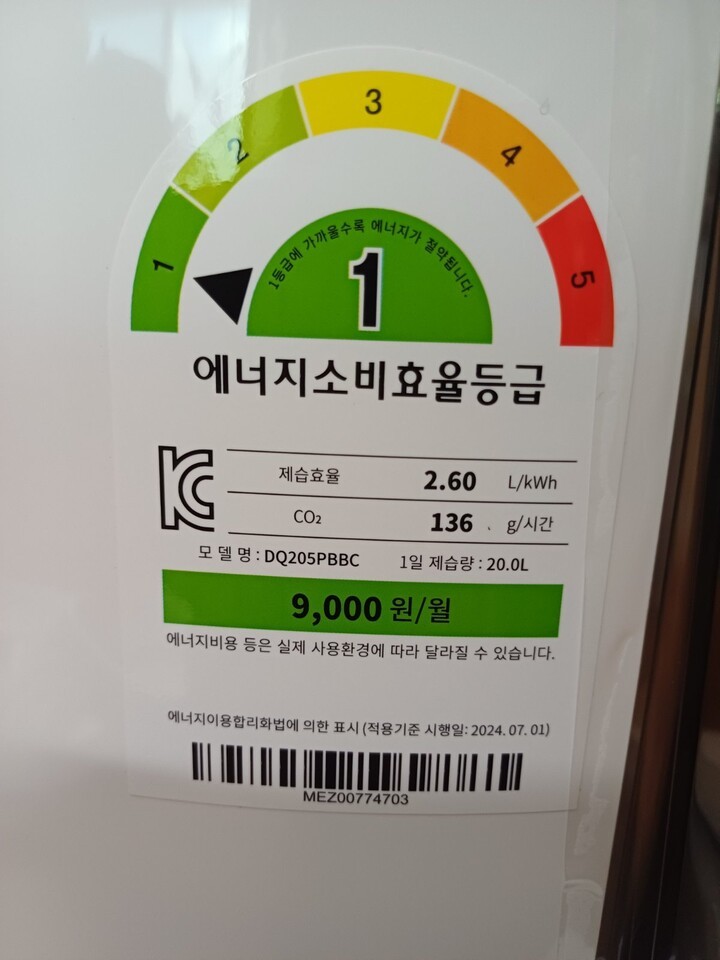 1
2
3
4
5
1등급에 가까울수록 에너지가 절약됩니다.
1
에너지소비효율등급
제습효율 2.60 L/kWh
CO₂ 136 g/시간
모 델 명 : DQ205PBBC 1일 제습량 : 20.0L
9,000 원/월
에너지비용 등은 실제 사용환경에 따라 달라질 수 있습니다.
에너지이용합리화법에 의한 표시 (적용기준 시행일: 2024. 07. 01)
MEZ00774703